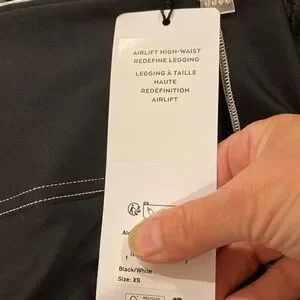 AIRLIFT HIGH-WAIST
REDEFINE LEGGING
LEGGING À TAILLE
HAUTE
REDÉFINITION
AIRLIFT
Black/White
Size: XS